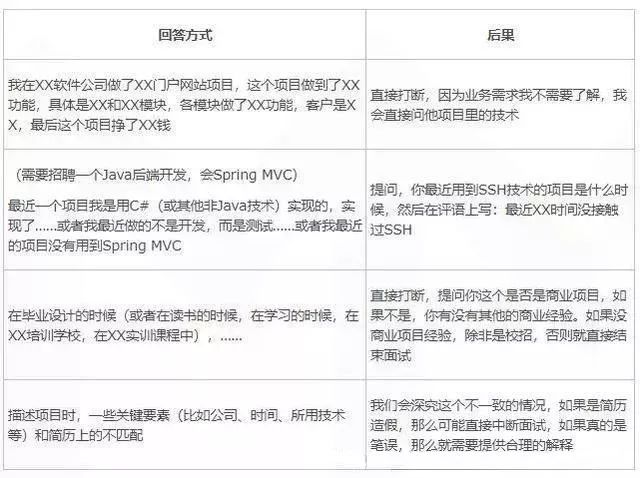 回答方式
后果
我在XX软件公司做了XX门户网站项目，这个项目做到了XX
功能，具体是XX和XX模块，各模块做了XX功能，客户是X
X，最后这个项目挣了XX钱
直接打断，因为业务需求我不需要了解，我
会直接问他项目里的技术
（需要招聘一个Java后端开发，会Spring MVC）
最近一个项目我是用C#（或其他非Java技术）实现的，实
现了......或者我最近做的不是开发，而是测试......或者我最近
的项目没有用到Spring MVC
提问，你最近用到SSH技术的项目是什么时
候，然后在评语上写：最近XX时间没接触
过SSH
在毕业设计的时候（或者在读书的时候，在学习的时候，在
XX培训学校，在XX实训课程中），......
直接打断，提问你这个是否是商业项目，如
果不是，你有没有其他的商业经验。如果没
商业项目经验，除非是校招，否则就直接结
束面试
描述项目时，一些关键要素（比如公司、时间、所用技术
等）和简历上的不匹配
我们会深究这个不一致的情况，如果是简历
造假，那么可能直接中断面试，如果真的是
笔误，那么就需要提供合理的解释